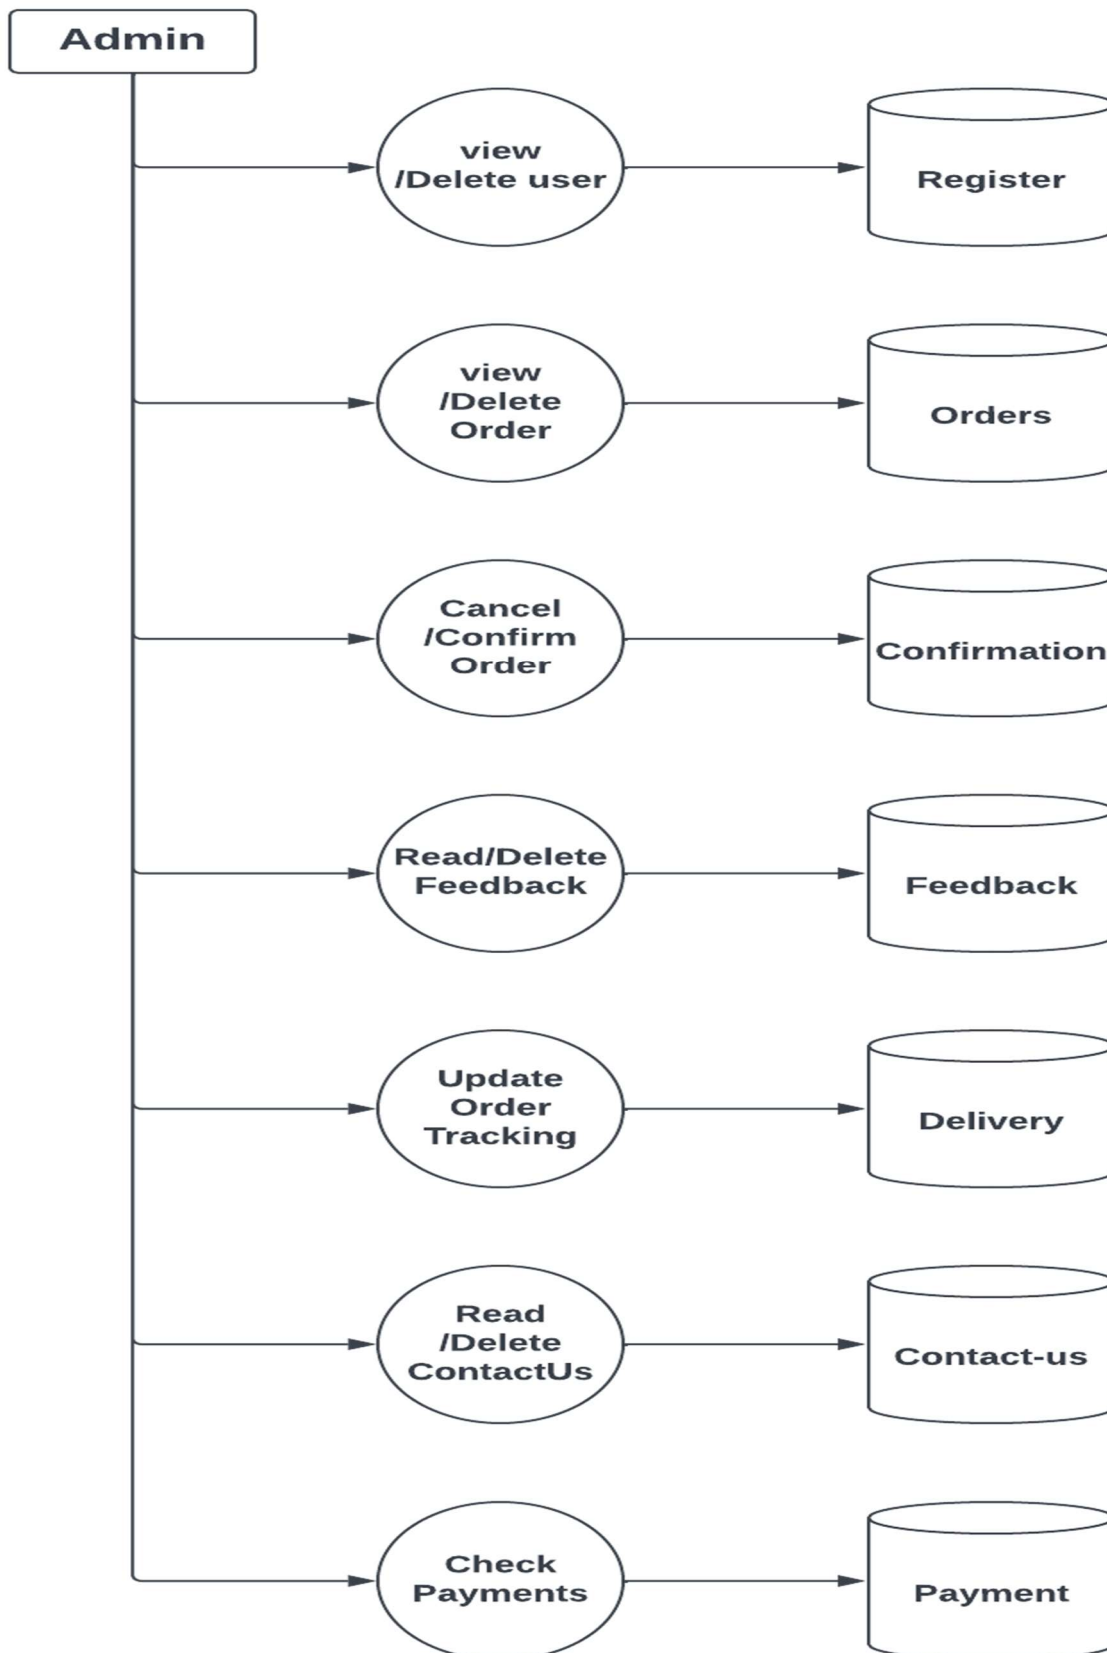 Admin
view
/Delete user
Register
view
/Delete
Order
Orders
Cancel
/Confirm
Order
Confirmation
Read/Delete
Feedback
Feedback
Update
Order
Tracking
Delivery
Read
/Delete
ContactUs
Contact-us
Check
Payments
Payment